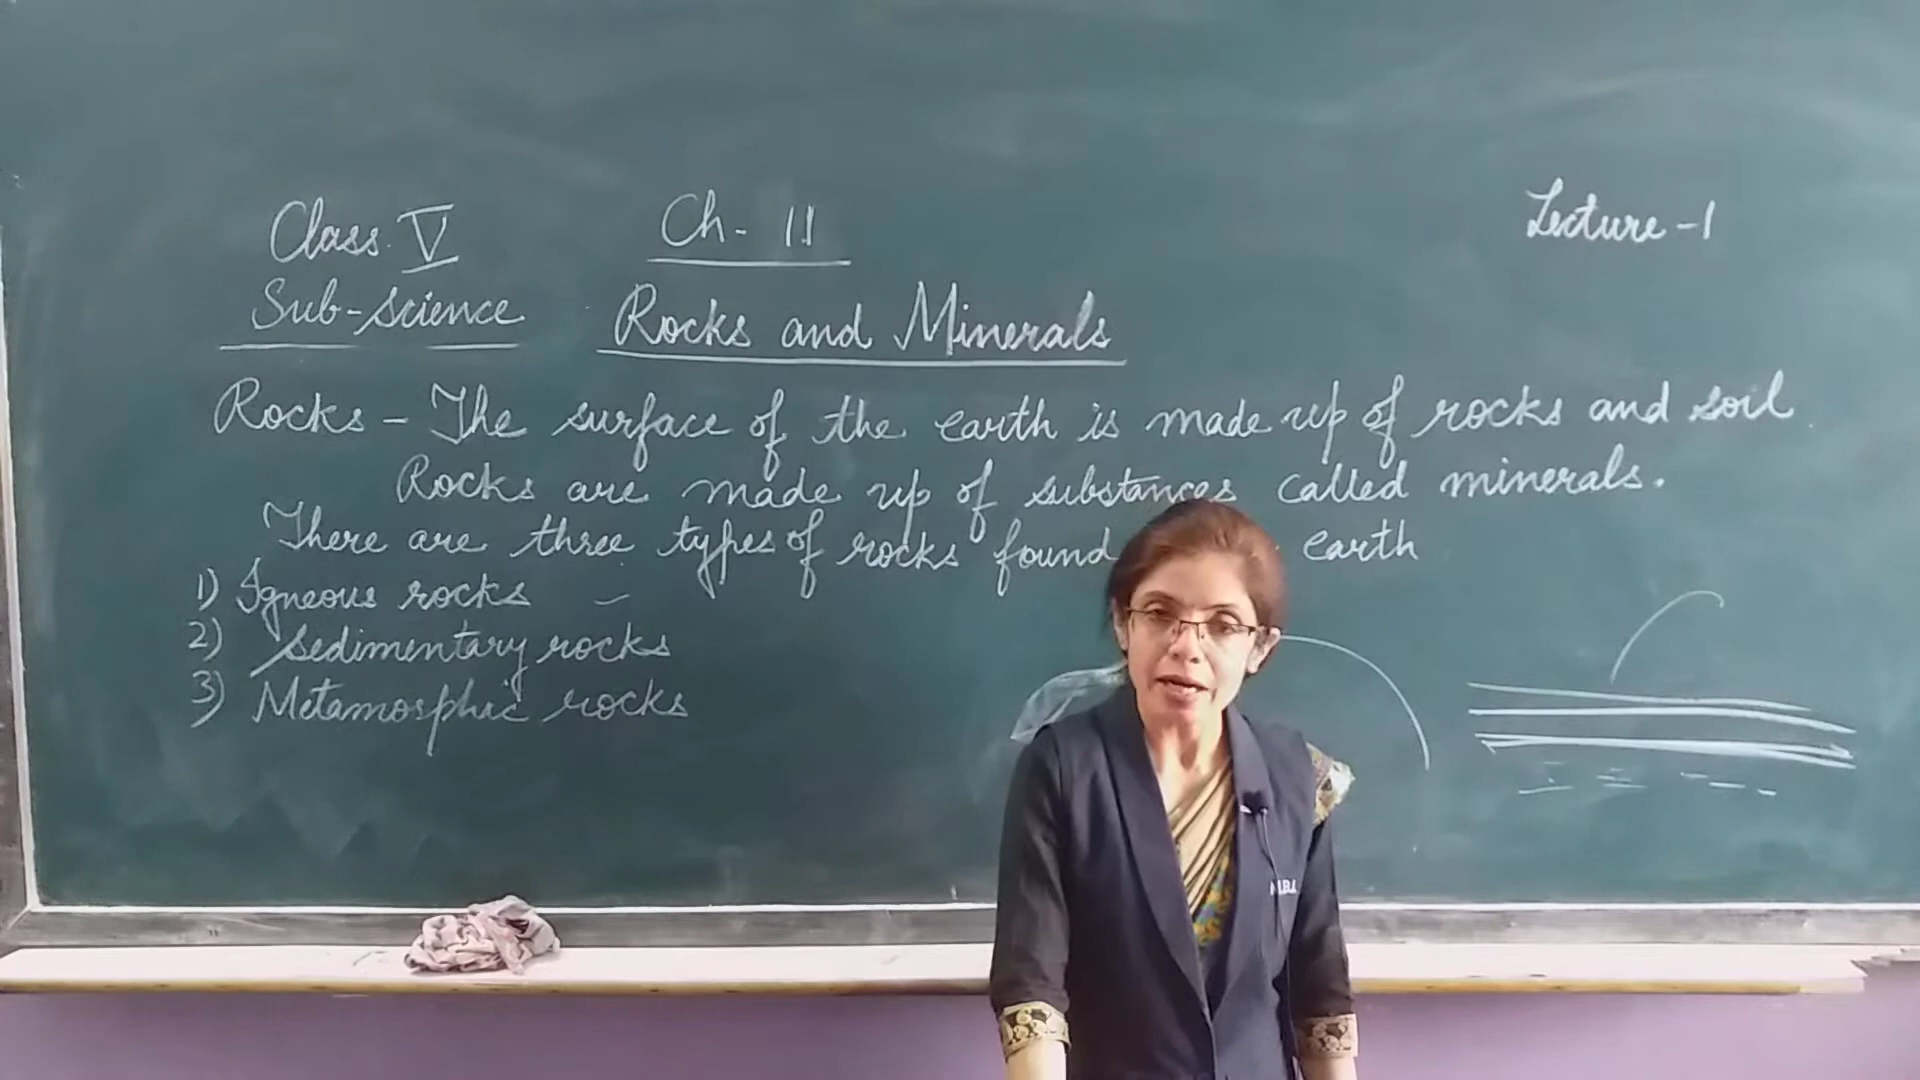 Class V Ch- 11 Lecture -1
Sub-science Rocks and Minerals
Rocks - The surface of the earth is made up of rocks and soil.
Rocks are made up of substances called minerals.
There are three types of rocks found earth
1) Igneous rocks -
2) Sedimentary rocks
3) Metamorphic rocks